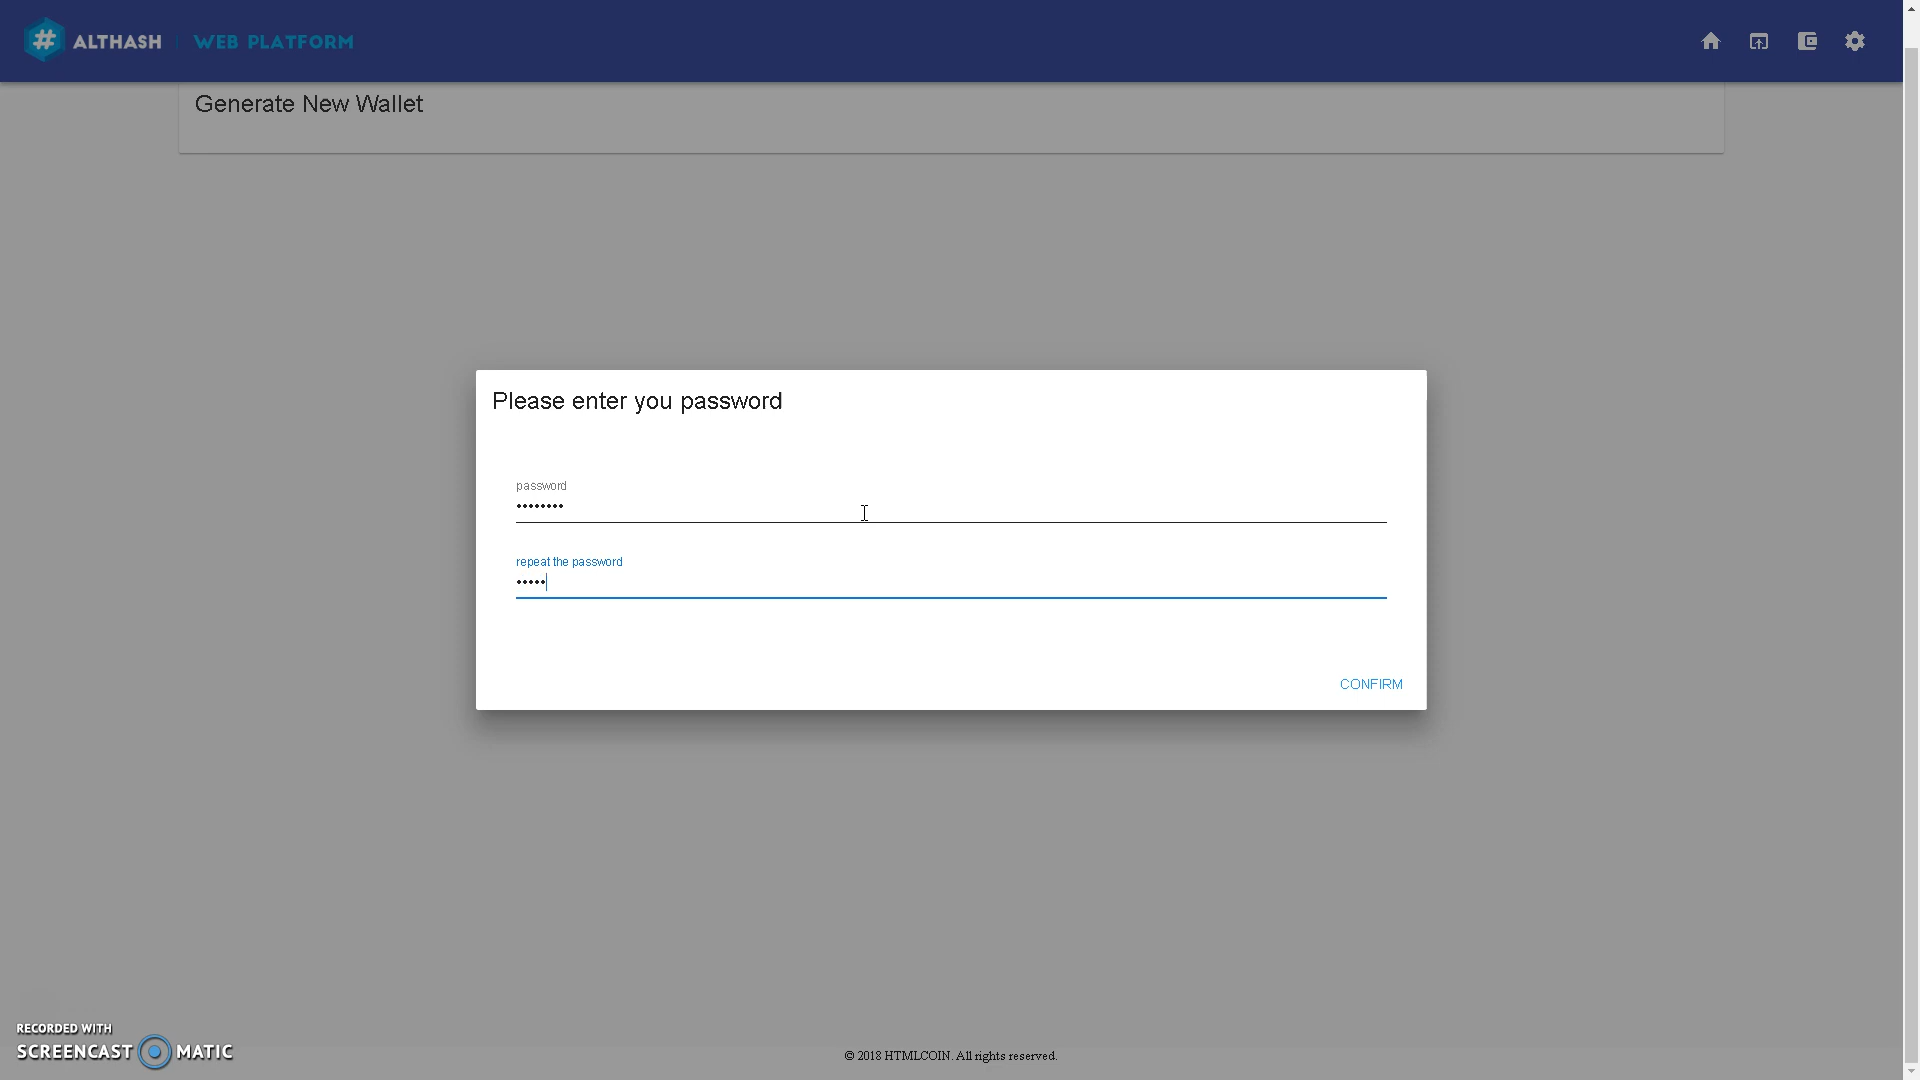 # ALTHASH WEB PLATFORM
Generate New Wallet
Please enter you password
password
••••••••
repeat the password
•••••
CONFIRM
RECORDED WITH
SCREENCAST MATIC
© 2018 HTMLCOIN. All rights reserved.